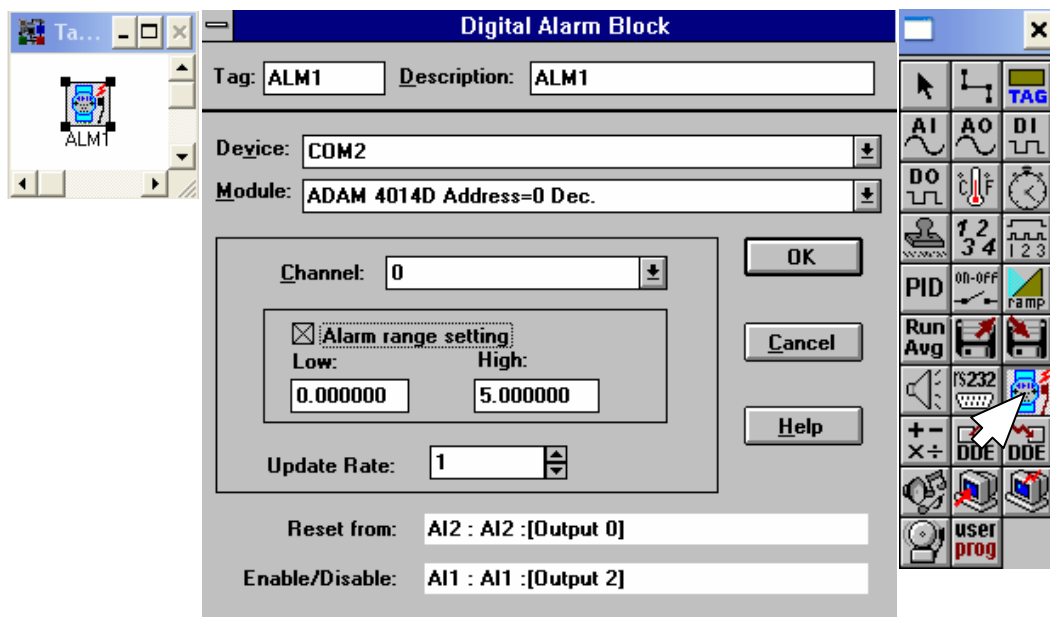 Ta...
ALM1
Digital Alarm Block
Tag: ALM1 Description: ALM1
Device: COM2
Module: ADAM 4014D Address=0 Dec.
Channel: 0
Alarm range setting
Low: High:
0.000000 5.000000
Update Rate: 1
OK
Cancel
Help
Reset from: AI2 : AI2 :[Output 0]
Enable/Disable: AI1 : AI1 :[Output 2]
TAG
AI AO DI
DO °C °F
1 2
3 4
1 2 3
PID on-off ramp
Run
Avg
rs232
+ −
× ÷
DDE DDE
user
prog